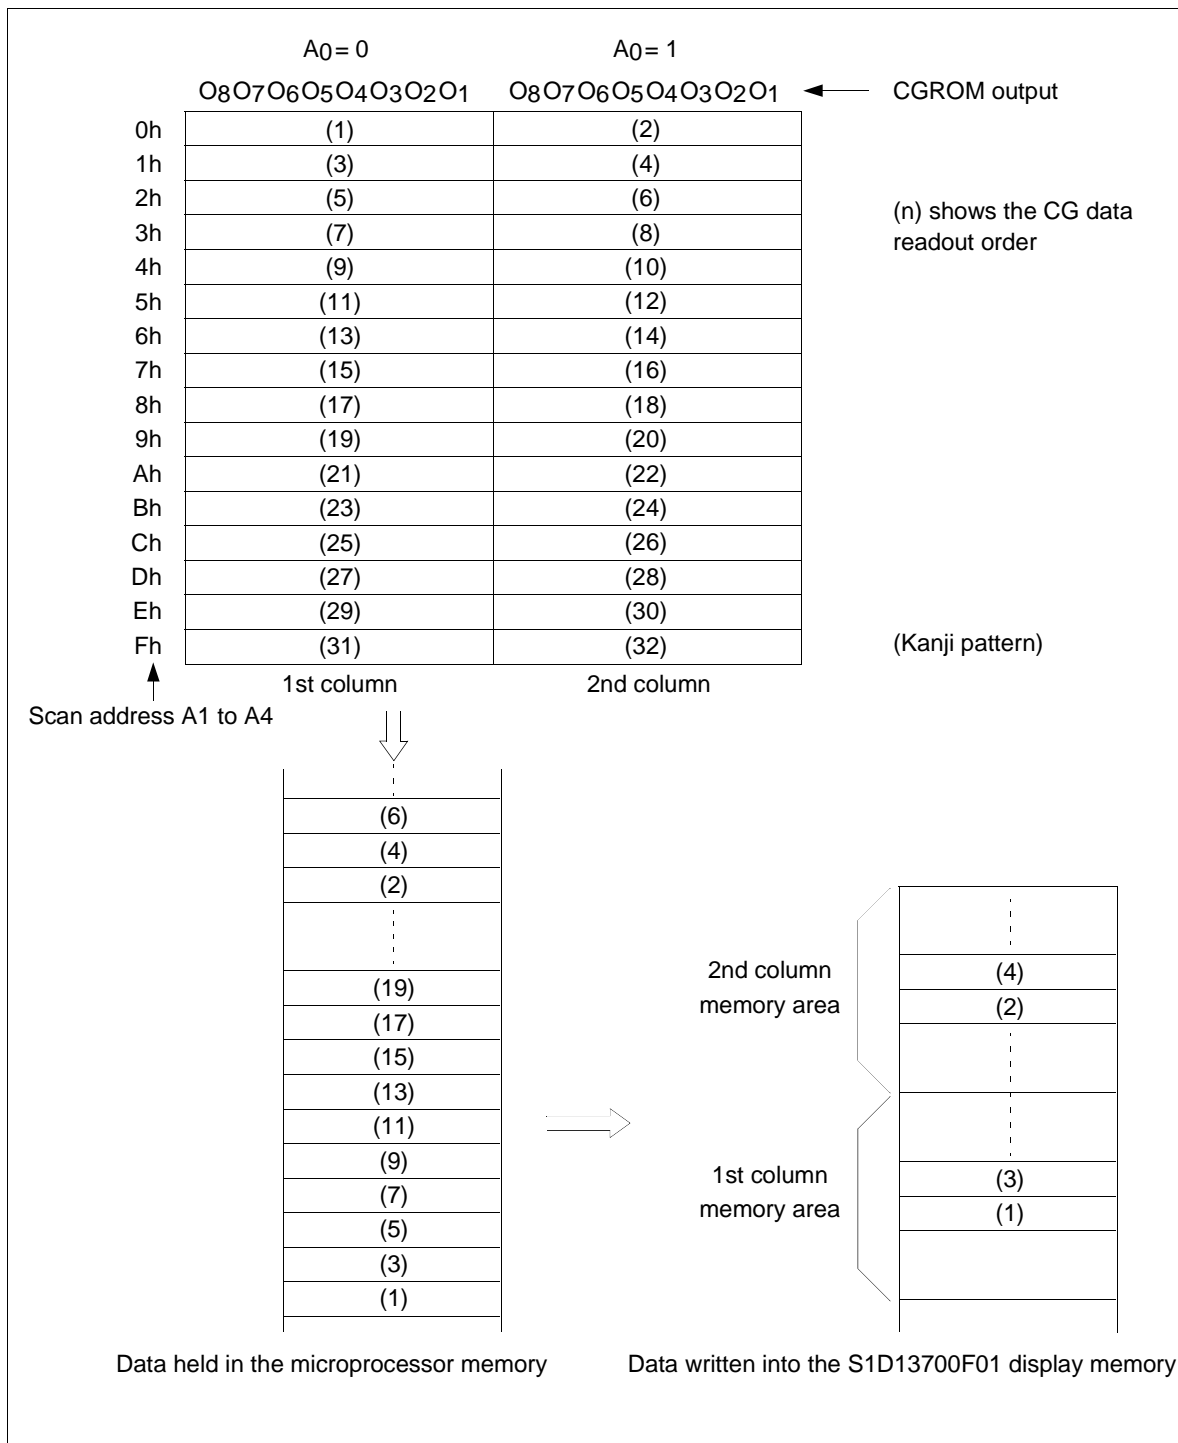 A0 = 0 A0 = 1
O8O7O6O5O4O3O2O1 O8O7O6O5O4O3O2O1 CGROM output
0h (1) (2)
1h (3) (4)
2h (5) (6)
(n) shows the CG data
readout order
3h (7) (8)
4h (9) (10)
5h (11) (12)
6h (13) (14)
7h (15) (16)
8h (17) (18)
9h (19) (20)
Ah (21) (22)
Bh (23) (24)
Ch (25) (26)
Dh (27) (28)
Eh (29) (30)
Fh (31) (32) (Kanji pattern)
1st column 2nd column
Scan address A1 to A4
(6)
(4)
(2)
(19)
(17)
(15)
(13)
(11)
(9)
(7)
(5)
(3)
(1)
Data held in the microprocessor memory
2nd column
memory area
(4)
(2)
1st column
memory area
(3)
(1)
Data written into the S1D13700F01 display memory